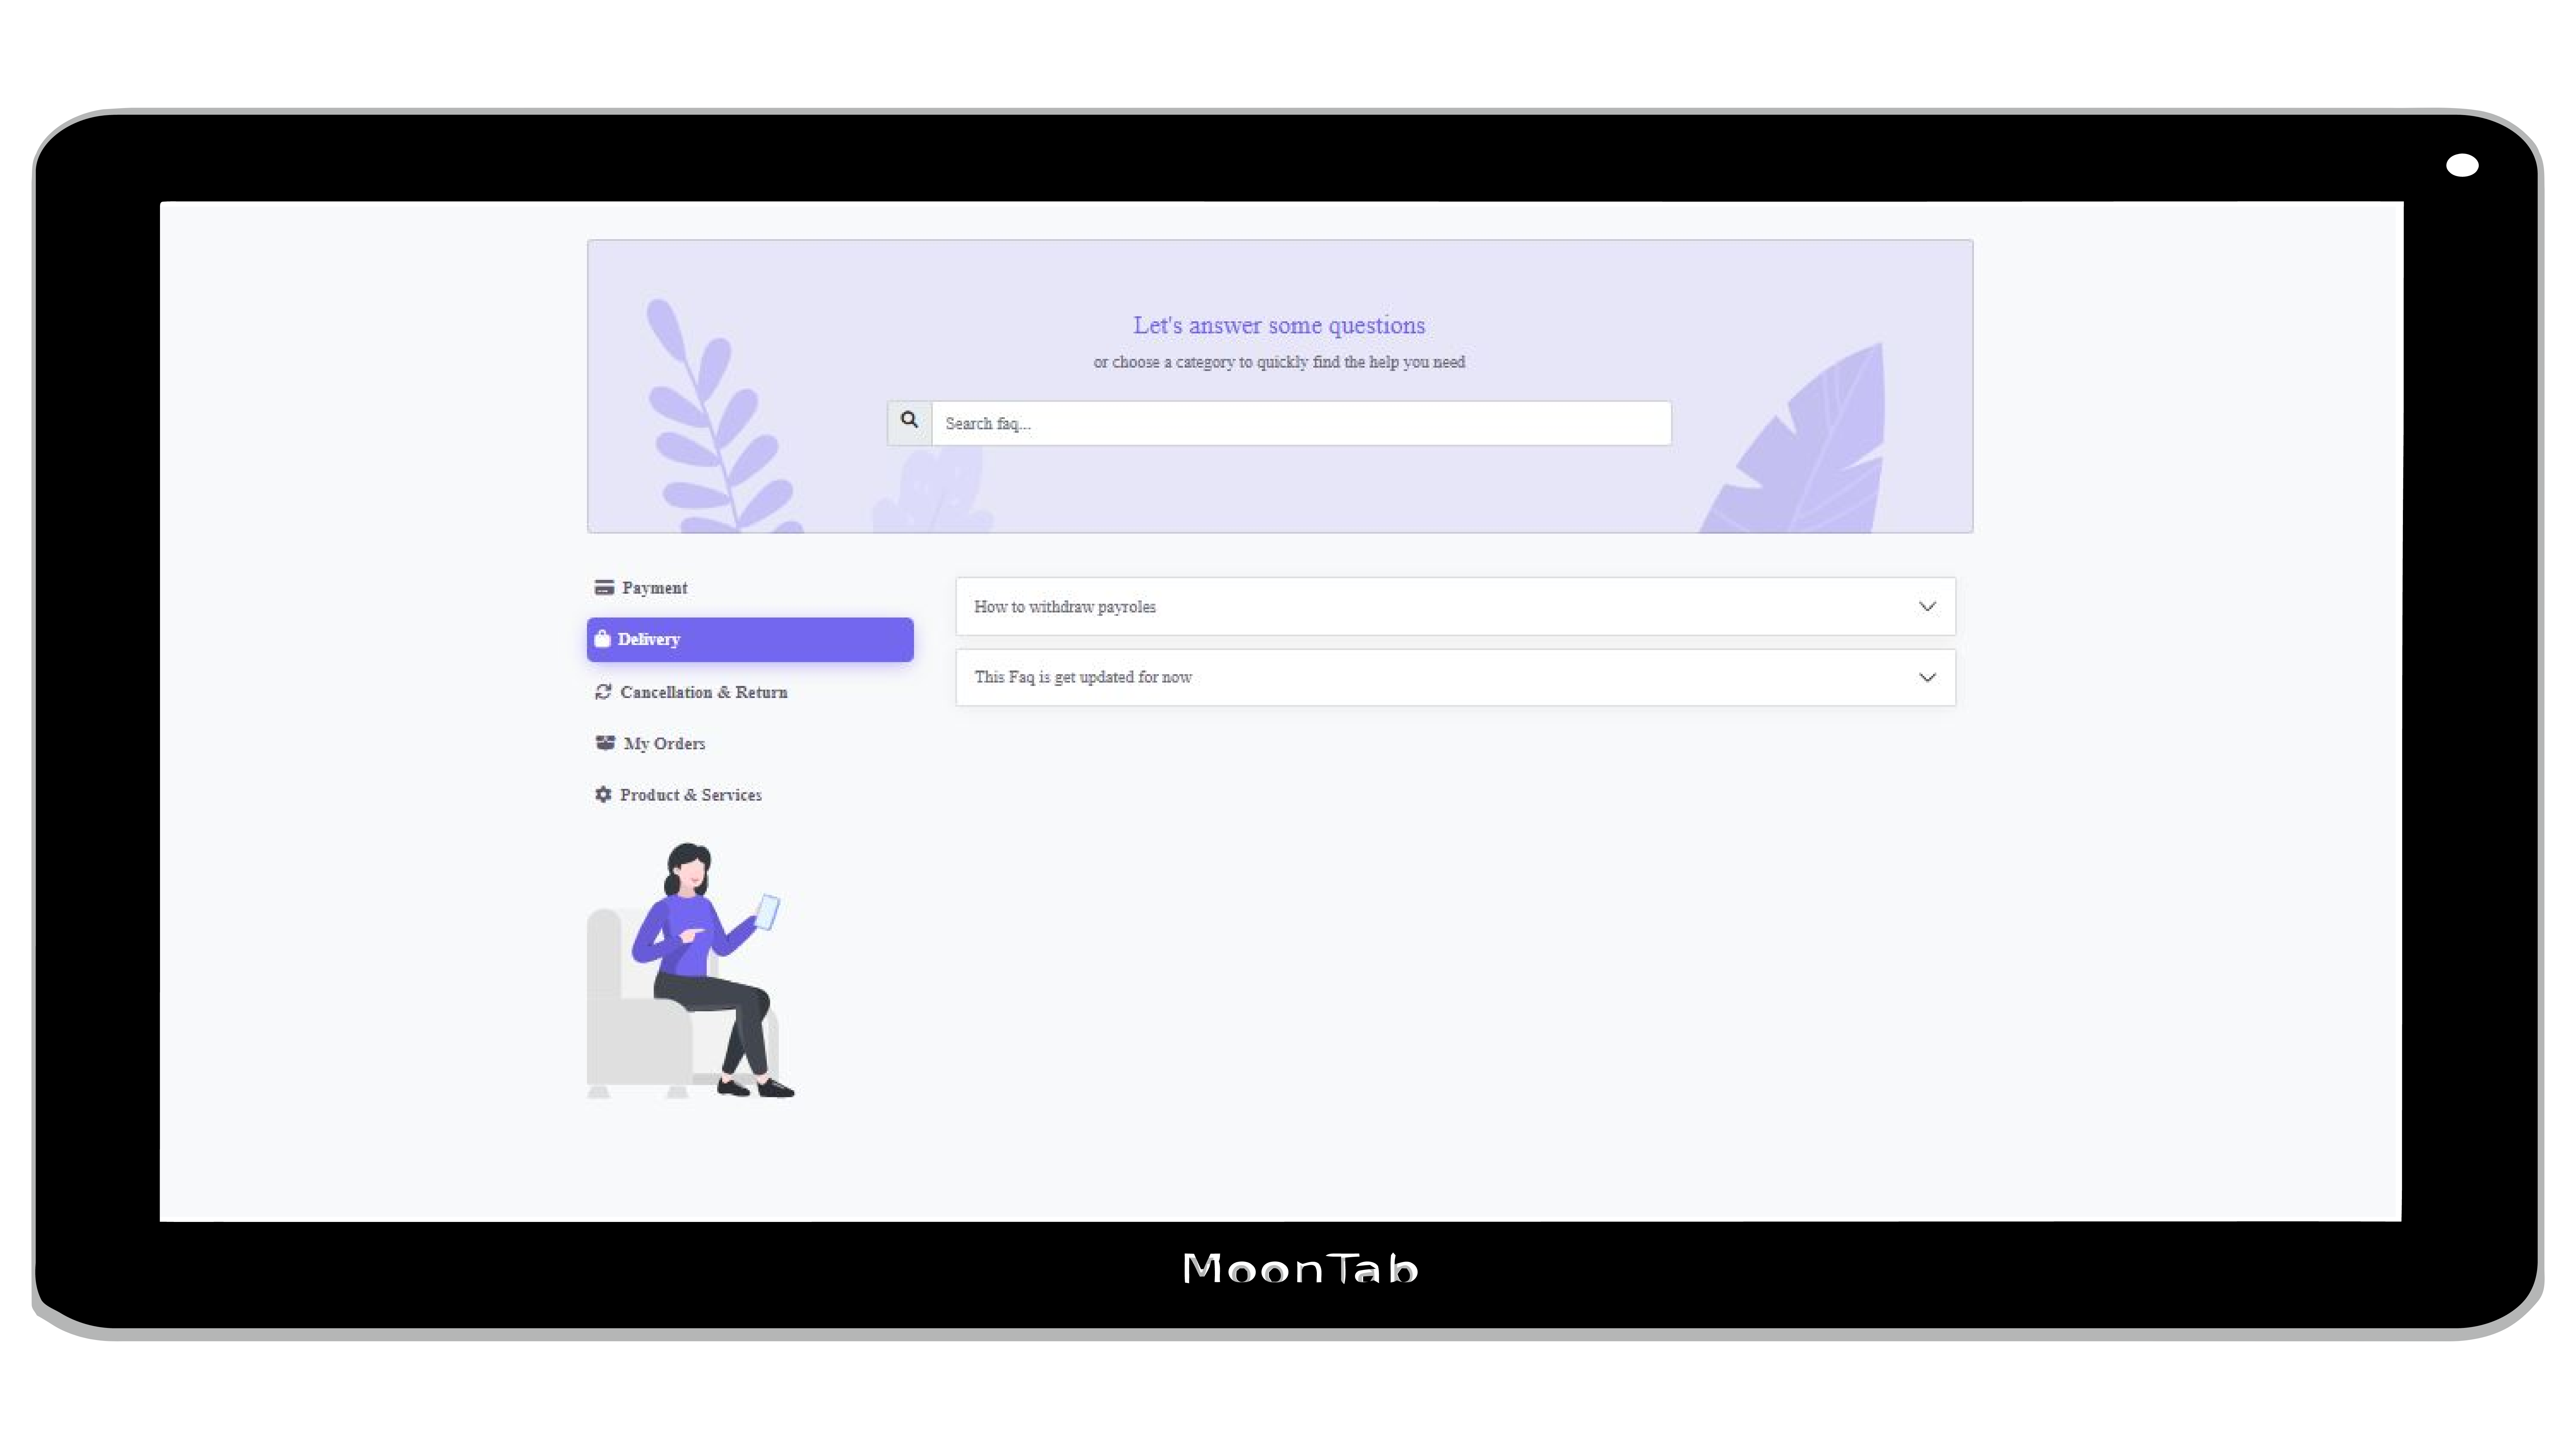 Let's answer some questions
or choose a category to quickly find the help you need
Search faq...
Payment
Delivery
Cancellation & Return
My Orders
Product & Services
How to withdraw payroles
This Faq is get updated for now
MoonTab